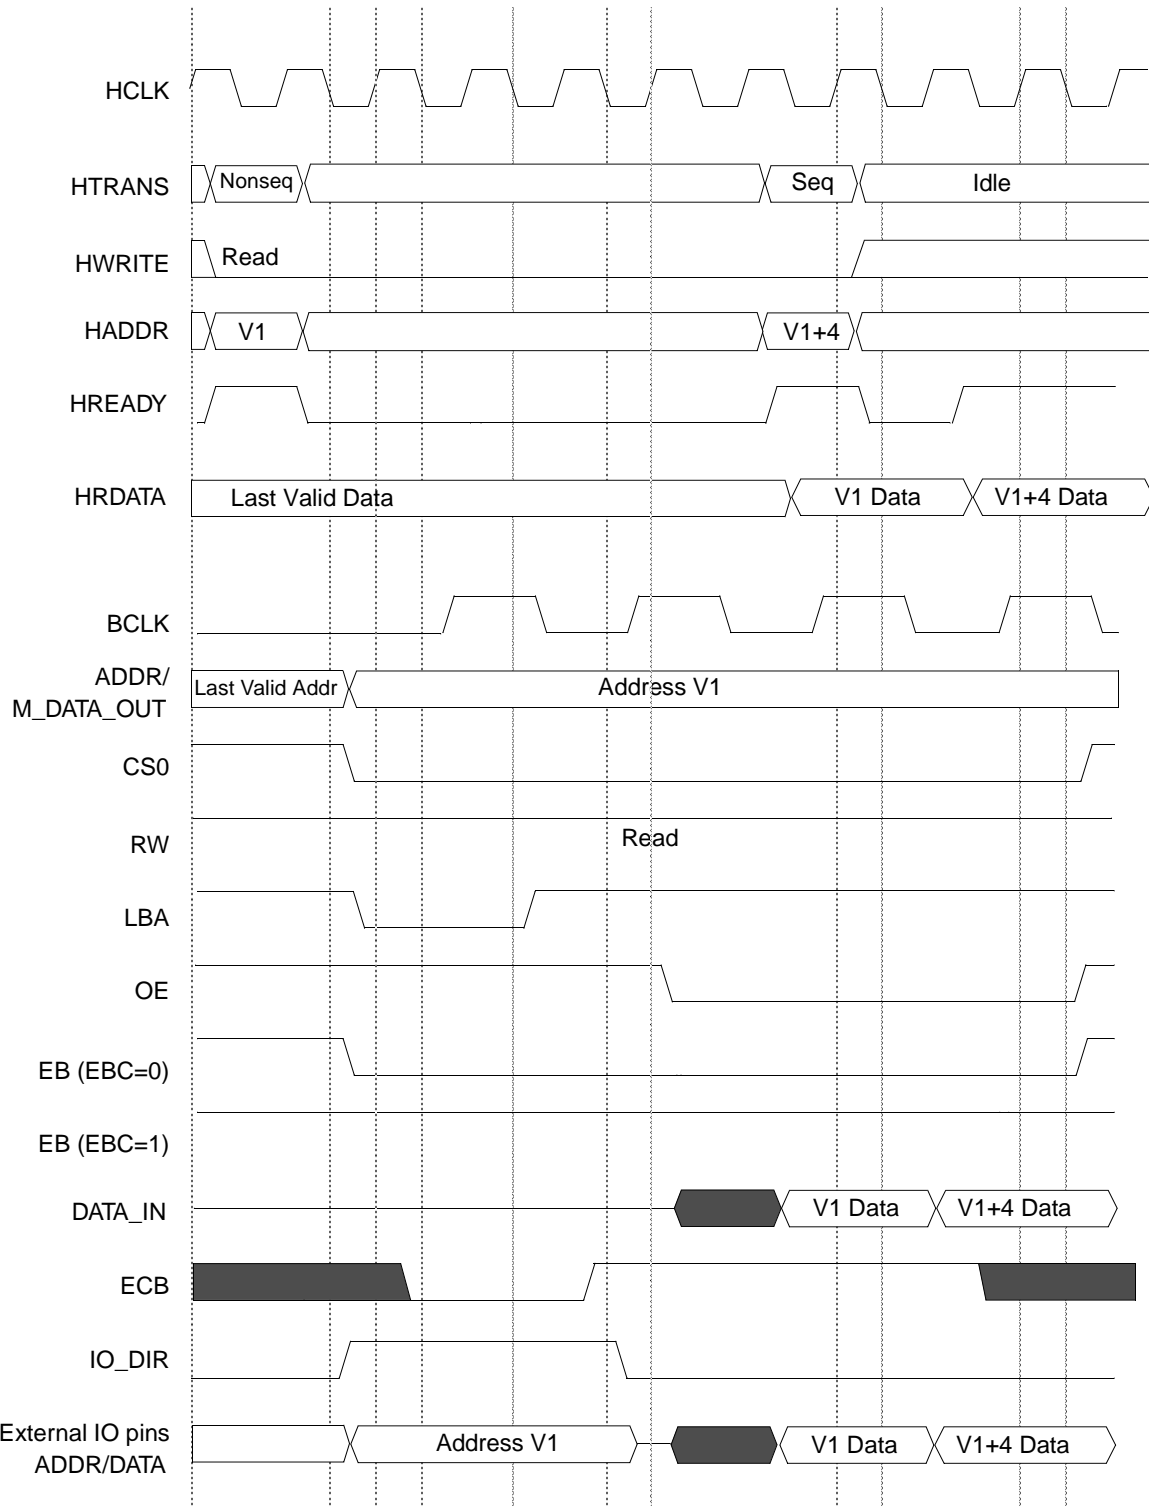 HCLK
HTRANS
Nonseq
Seq
Idle
HWRITE
Read
HADDR
V1
V1+4
HREADY
HRDATA
Last Valid Data
V1 Data
V1+4 Data
BCLK
ADDR/
M_DATA_OUT
Last Valid Addr
Address V1
CS0
RW
Read
LBA
OE
EB (EBC=0)
EB (EBC=1)
DATA_IN
V1 Data
V1+4 Data
ECB
IO_DIR
External IO pins
ADDR/DATA
Address V1
V1 Data
V1+4 Data